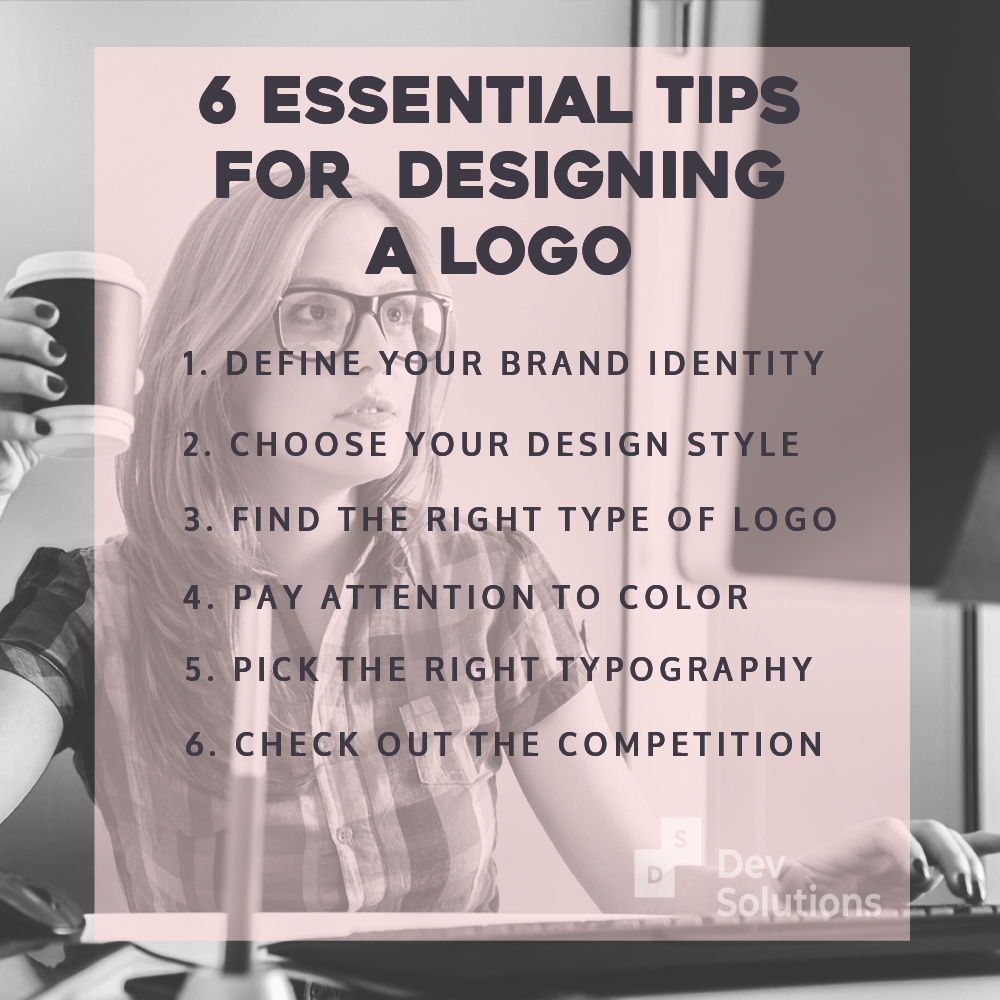 6 ESSENTIAL TIPS
FOR DESIGNING
A LOGO
1. DEFINE YOUR BRAND IDENTITY
2. CHOOSE YOUR DESIGN STYLE
3. FIND THE RIGHT TYPE OF LOGO
4. PAY ATTENTION TO COLOR
5. PICK THE RIGHT TYPOGRAPHY
6. CHECK OUT THE COMPETITION
S
D
Dev
Solutions